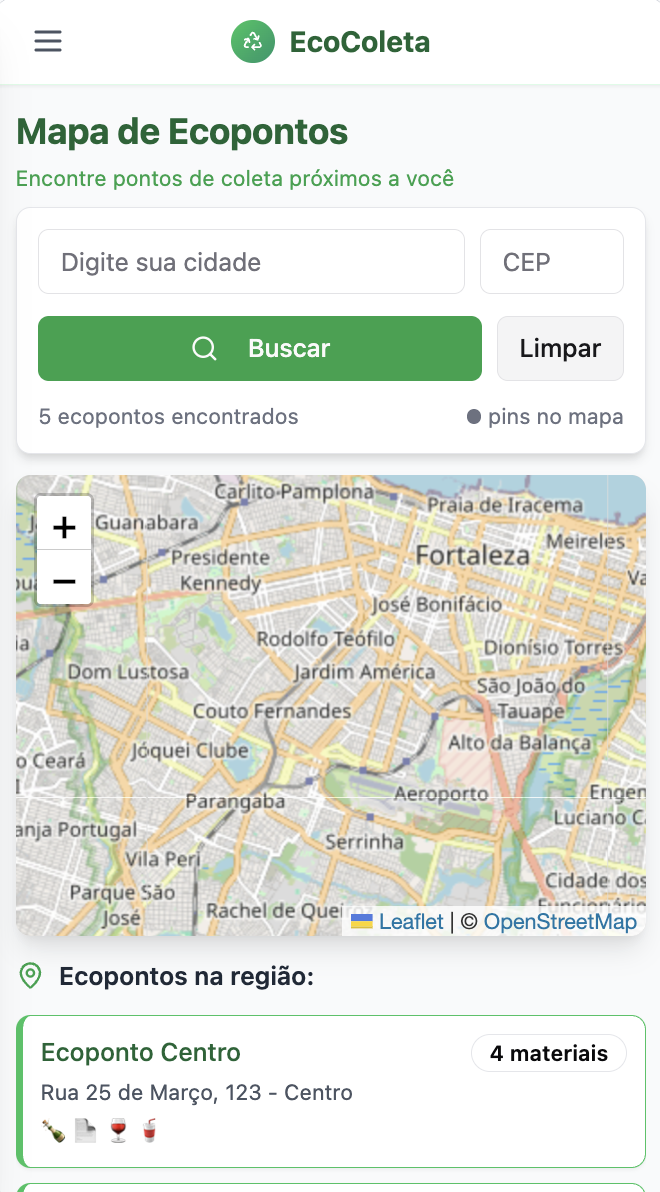 EcoColeta
Mapa de Ecopontos
Encontre pontos de coleta próximos a você
Digite sua cidade
CEP
Buscar
Limpar
5 ecopontos encontrados
pins no mapa
Carlito Pamplona
Praia de Iracema
Guanabara
Meireles
Presidente
Kennedy
Fortaleza
José Bonifácio
Rodolfo Teófilo
Dionísio Torres
Dom Lustosa
Jardim América
São João do
Tauape
Couto Fernandes
Alto da Balança
Jóquei Clube
o Ceará
Aeroporto
Parangaba
Engen
Luciano C
anja Portugal
Serrinha
Vila Peri
Parque São
José
Cidade dos
Funcionário
Rachel de Quei
+
−
Leaflet | © OpenStreetMap
Ecopontos na região:
Ecoponto Centro
4 materiais
Rua 25 de Março, 123 - Centro